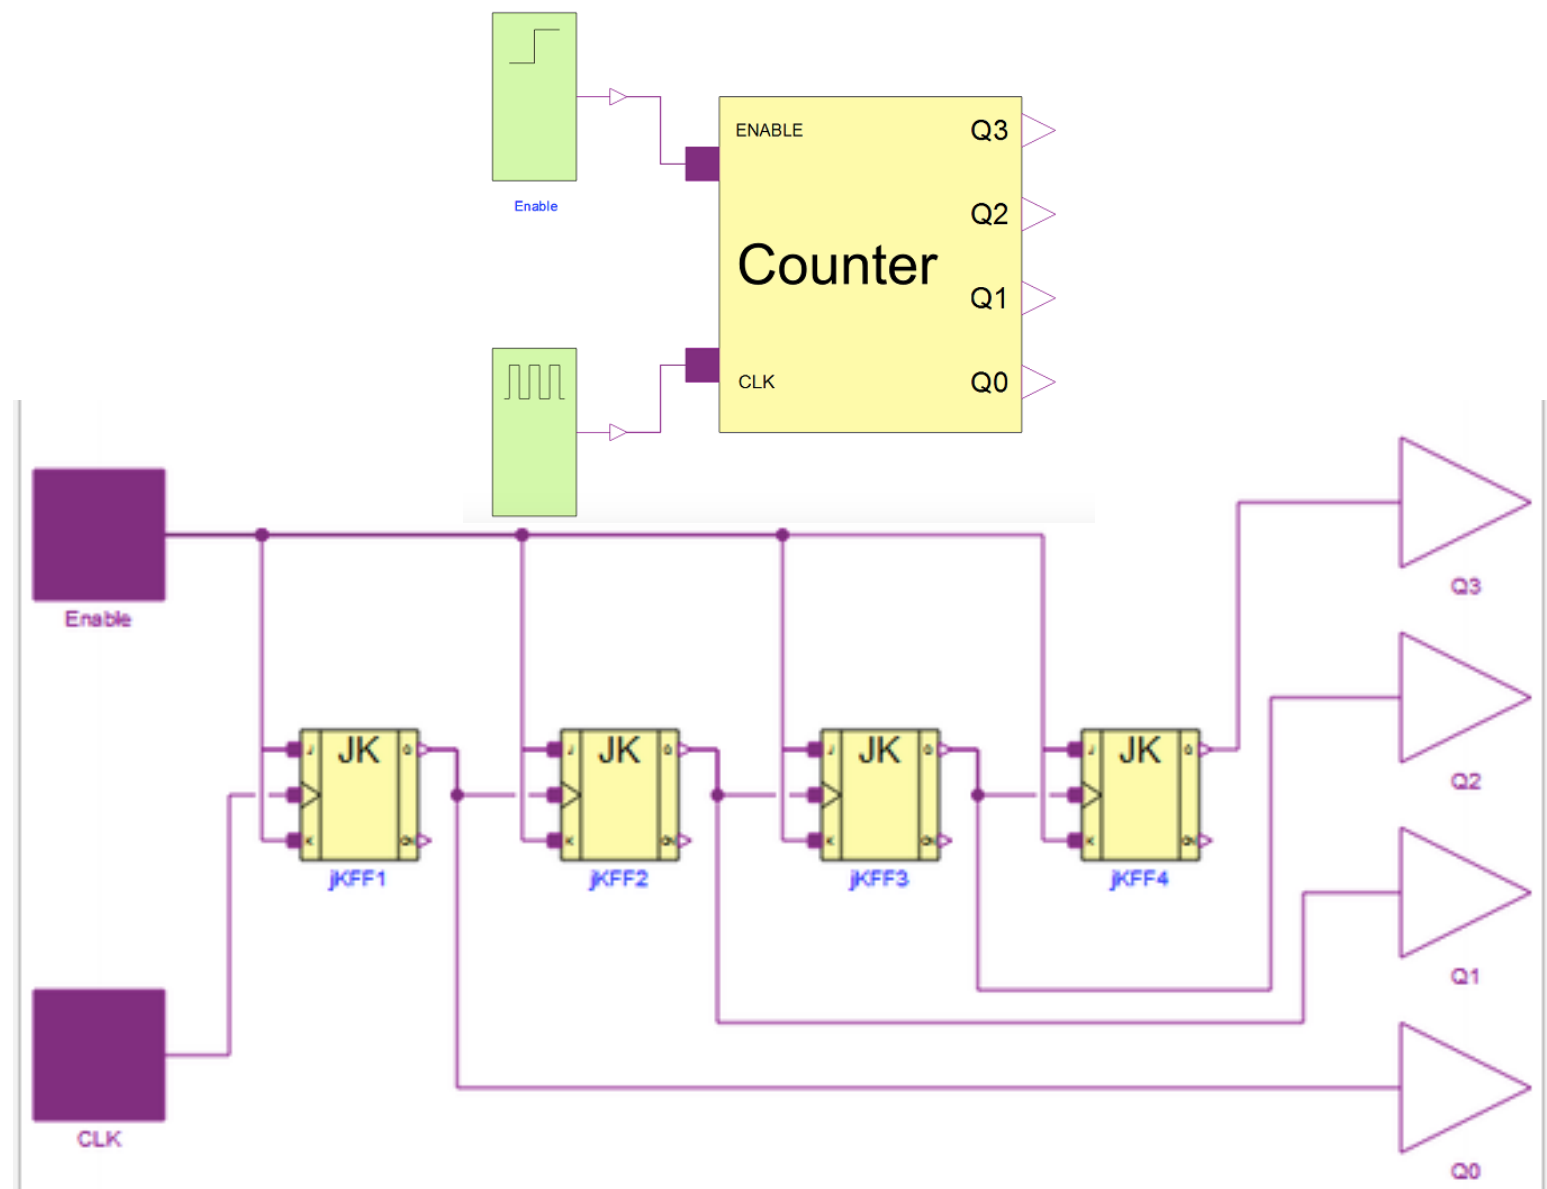 Enable
ENABLE
Q3
Q2
Counter
Q1
CLK
Q0
Enable
Q3
J
JK
Q
K
jKFF1
J
JK
Q
K
jKFF2
J
JK
Q
K
jKFF3
J
JK
Q
K
jKFF4
Q2
Q1
CLK
Q0